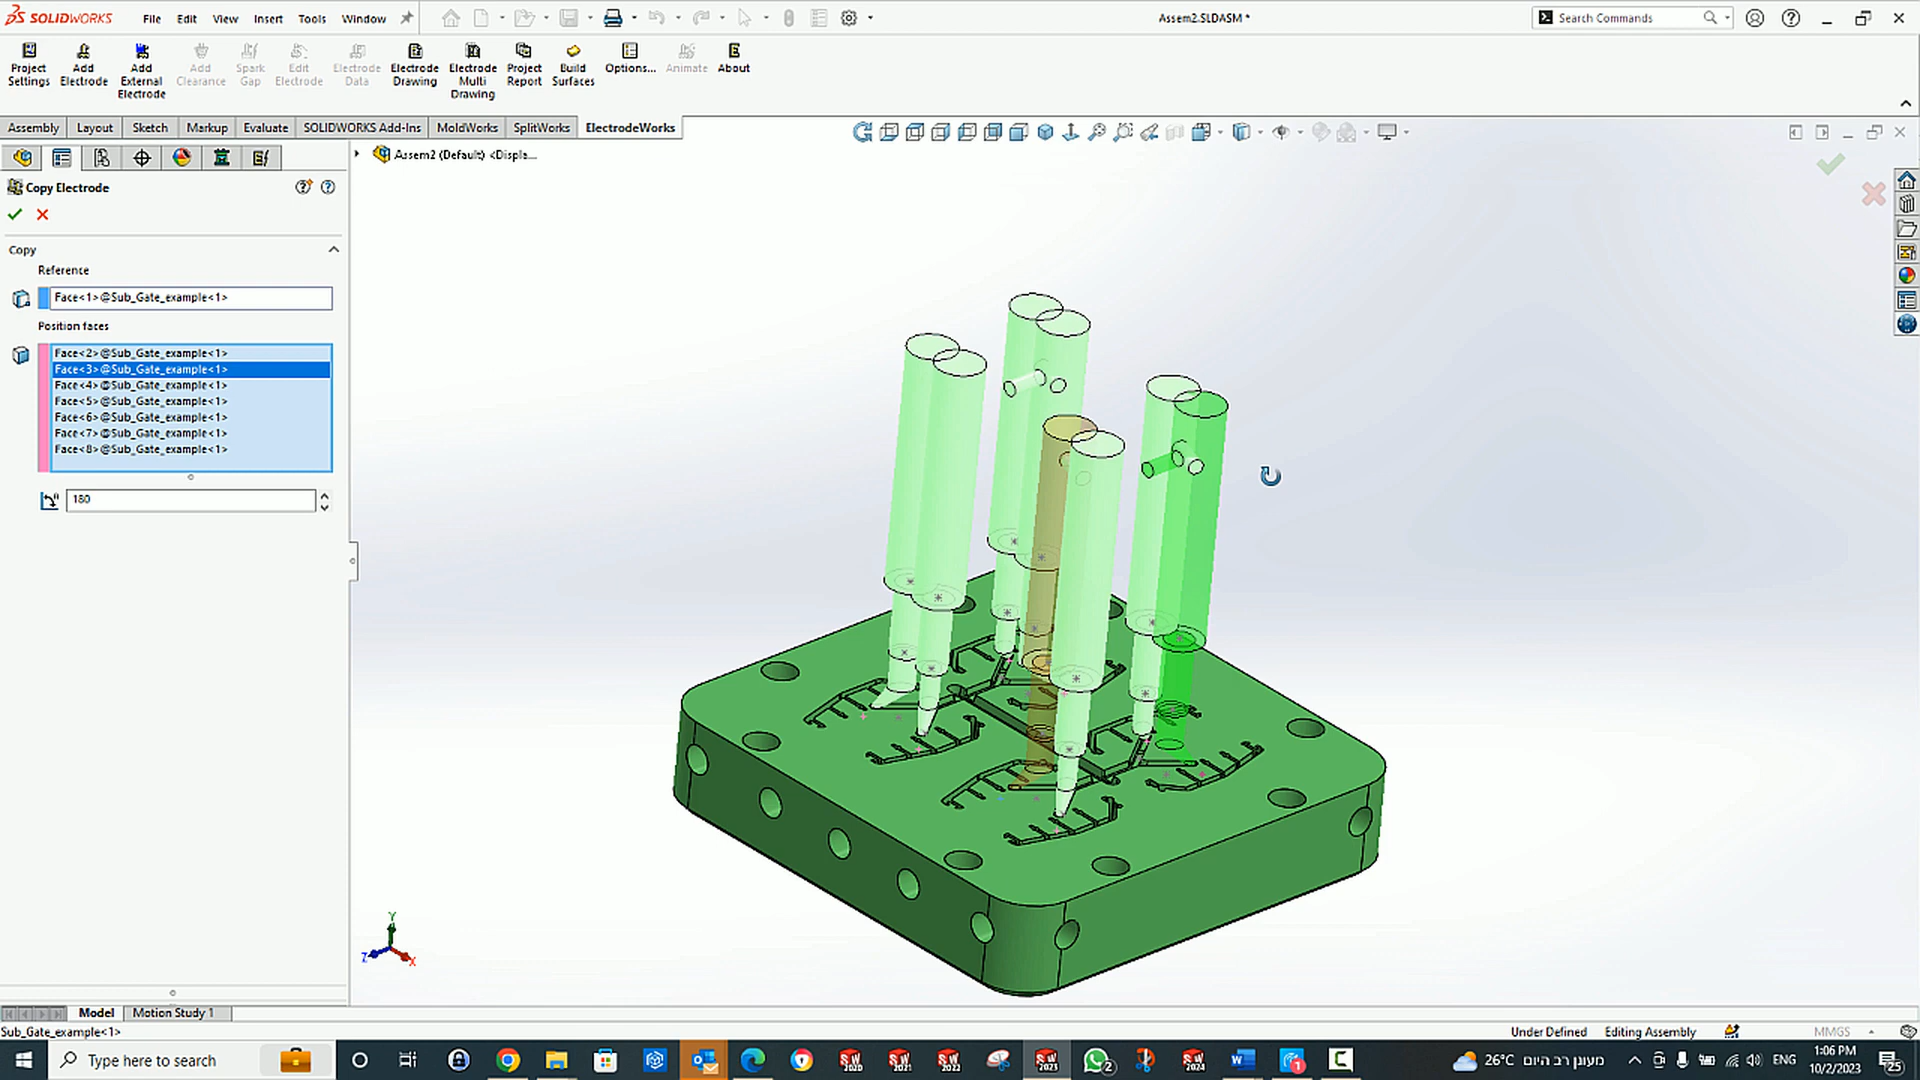 SOLIDWORKS File Edit View Insert Tools Window Assem2.SLDASM * Search Commands
Project Settings
Add Electrode
Add External Electrode
Add Clearance
Spark Gap
Edit Electrode
Electrode Data
Electrode Drawing
Electrode Multi Drawing
Project Report
Build Surfaces
Options...
Animate
About
Assembly Layout Sketch Markup Evaluate SOLIDWORKS Add-Ins MoldWorks SplitWorks ElectrodeWorks
Assem2 (Default) <Displa...
Copy Electrode
Copy
Reference
Face<1>@Sub_Gate_example<1>
Position faces
Face<2>@Sub_Gate_example<1>
Face<3>@Sub_Gate_example<1>
Face<4>@Sub_Gate_example<1>
Face<5>@Sub_Gate_example<1>
Face<6>@Sub_Gate_example<1>
Face<7>@Sub_Gate_example<1>
Face<8>@Sub_Gate_example<1>
180
Y
Z X
Model Motion Study 1
Sub_Gate_example<1> Under Defined Editing Assembly MMGS
Type here to search 26°C מעונן רב היום ENG 1:06 PM
10/2/2023